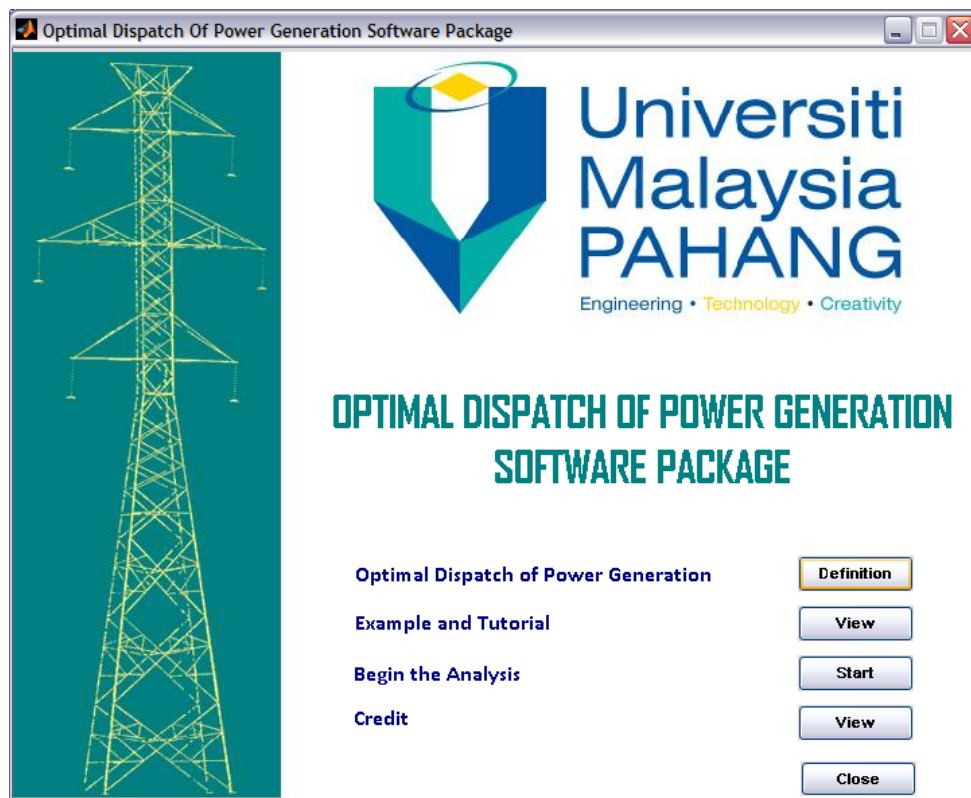 Optimal Dispatch Of Power Generation Software Package
Universiti
Malaysia
PAHANG
Engineering • Technology • Creativity
OPTIMAL DISPATCH OF POWER GENERATION
SOFTWARE PACKAGE
Optimal Dispatch of Power Generation Definition
Example and Tutorial View
Begin the Analysis Start
Credit View
Close